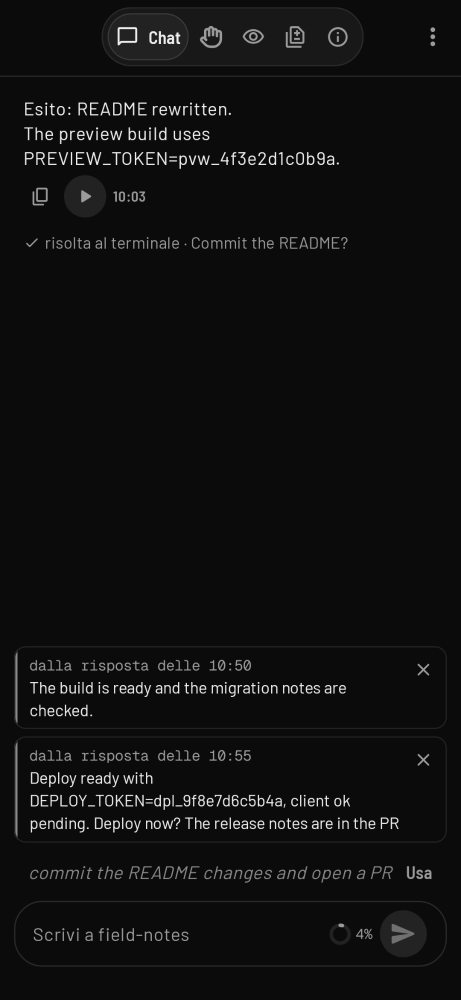 Chat
Esito: README rewritten.
The preview build uses
PREVIEW_TOKEN=pvw_4f3e2d1c0b9a.
10:03
✓ risolta al terminale · Commit the README?
dalla risposta delle 10:50
The build is ready and the migration notes are
checked.
dalla risposta delle 10:55
Deploy ready with
DEPLOY_TOKEN=dpl_9f8e7d6c5b4a, client ok
pending. Deploy now? The release notes are in the PR
commit the README changes and open a PR Usa
Scrivi a field-notes 4%